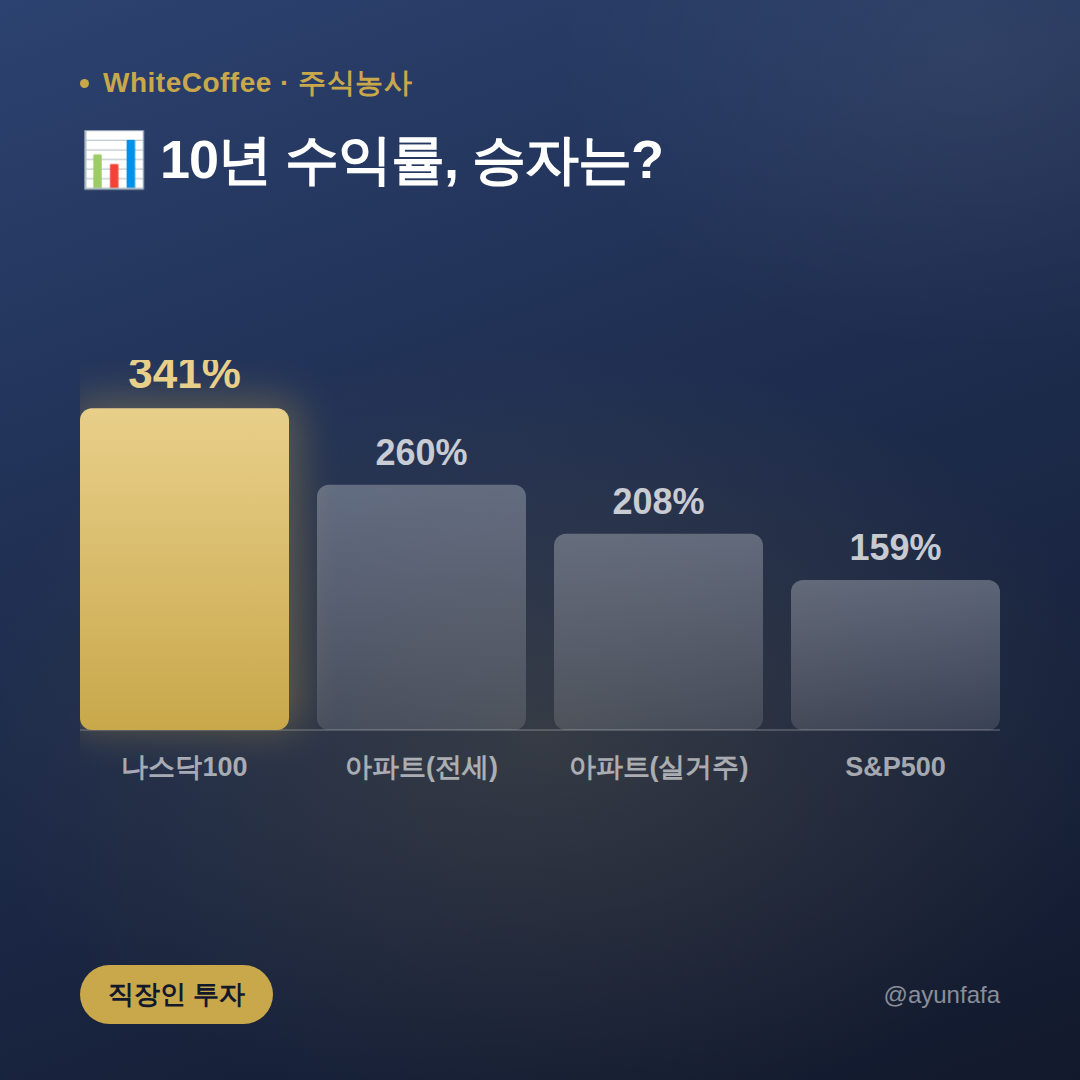 WhiteCoffee · 주식농사
📊 10년 수익률, 승자는?
341%
260%
208%
159%
나스닥100
아파트(전세)
아파트(실거주)
S&P500
직장인 투자
@ayunfafa